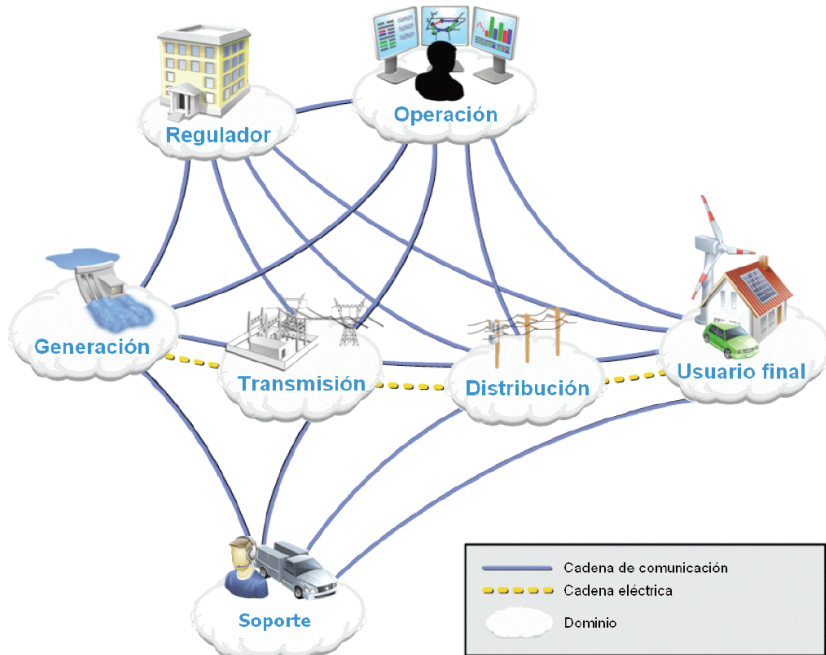 Operación
Regulador
Generación
Transmisión
Distribución
Usuario final
Soporte
Cadena de comunicación
Cadena eléctrica
Dominio